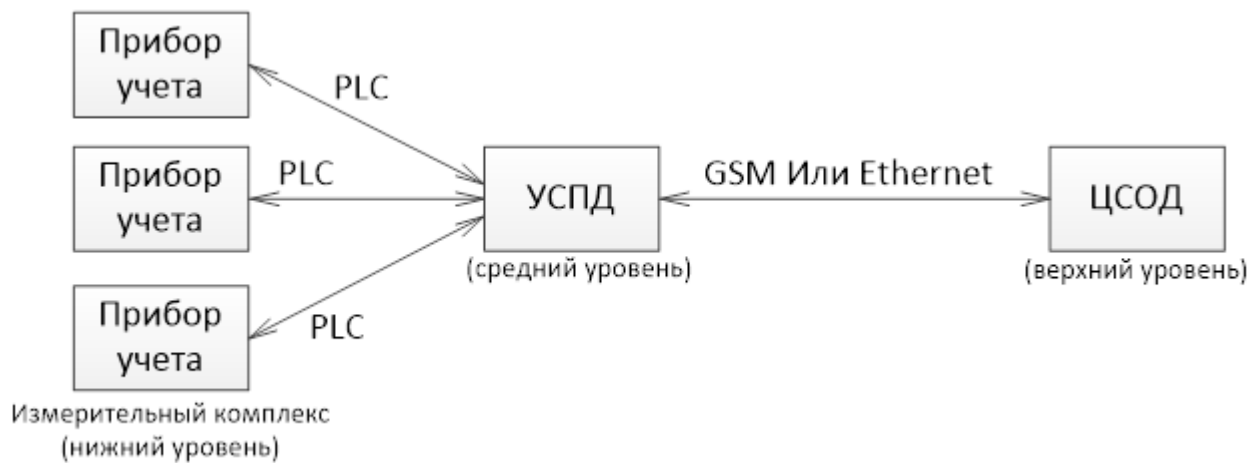 Прибор
учета
PLC
Прибор
учета
PLC
УСПД
(средний уровень)
GSM Или Ethernet
ЦСОД
(верхний уровень)
Прибор
учета
PLC
Измерительный комплекс
(нижний уровень)